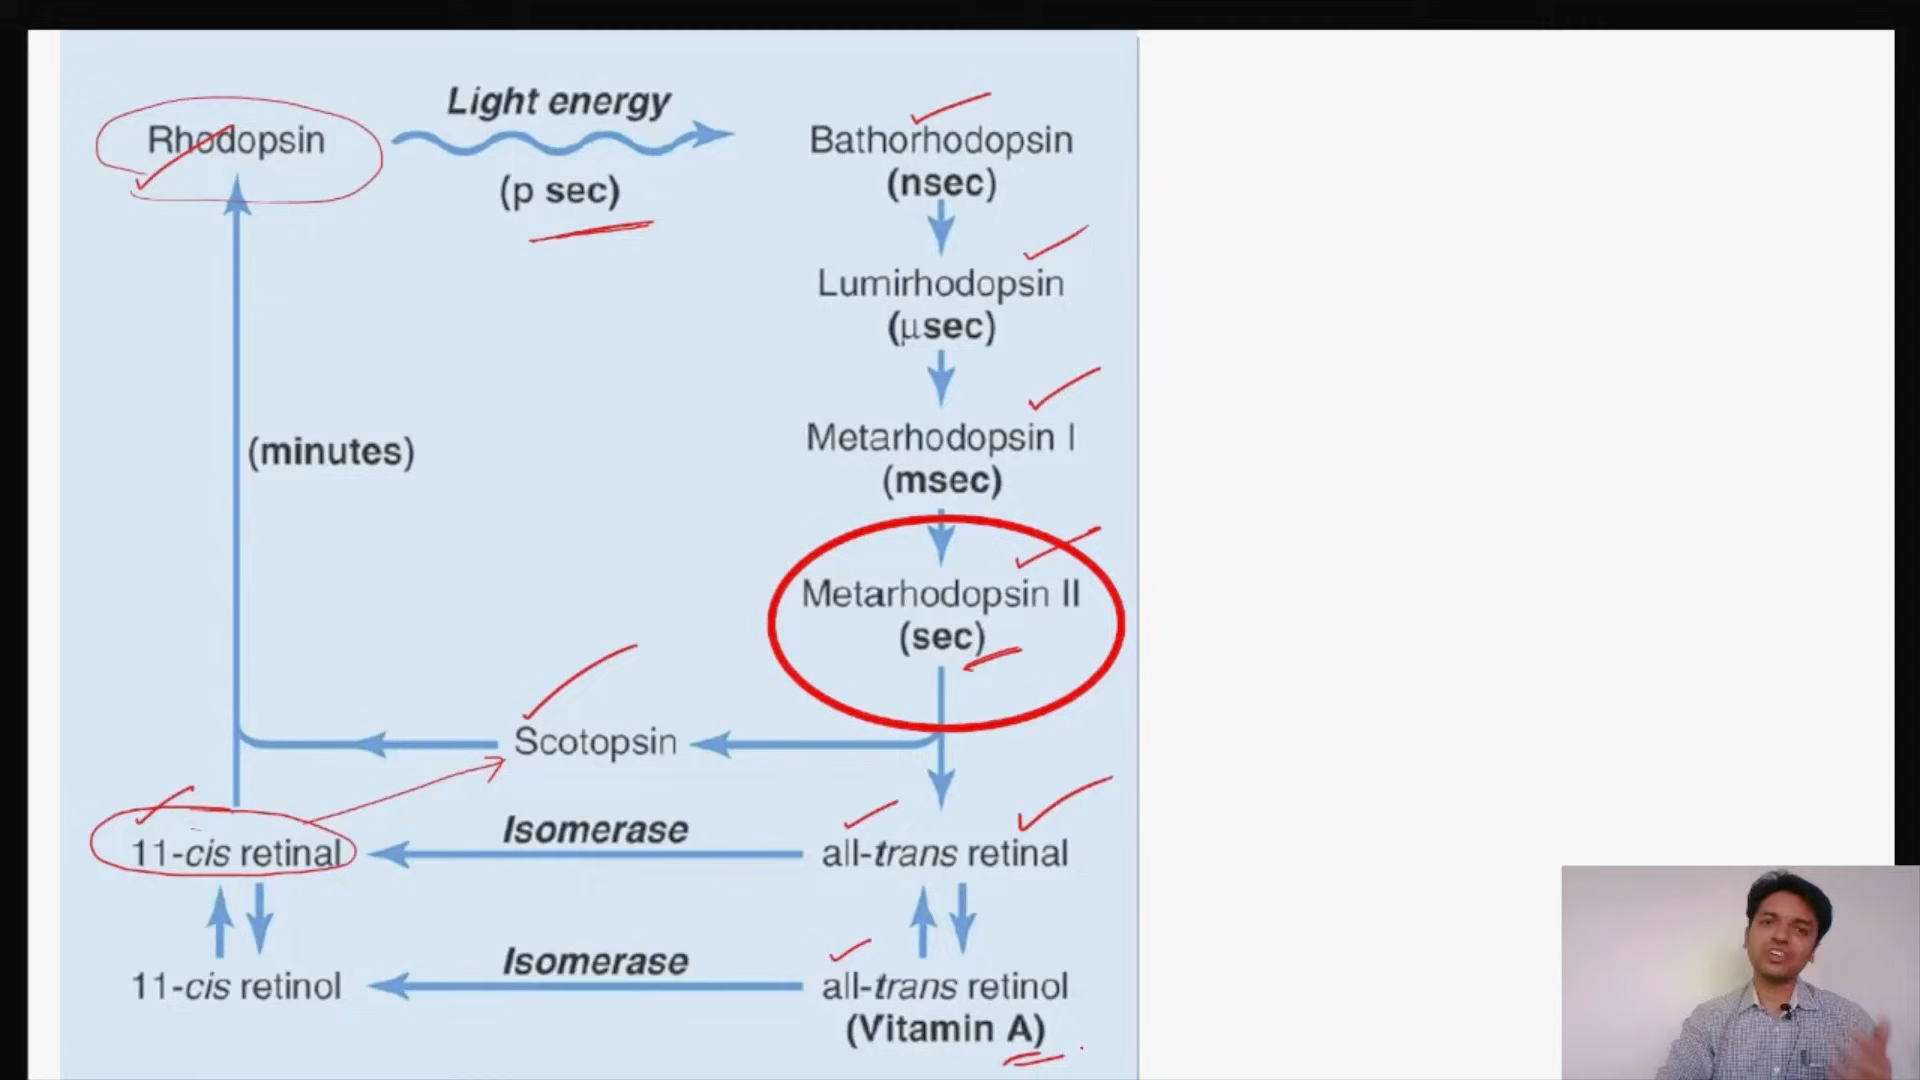 Light energy
Rhodopsin
(p sec)
Bathorhodopsin
(nsec)
Lumirhodopsin
(μsec)
Metarhodopsin I
(msec)
(minutes)
Metarhodopsin II
(sec)
Scotopsin
11-cis retinal
Isomerase
all-trans retinal
11-cis retinol
Isomerase
all-trans retinol
(Vitamin A)